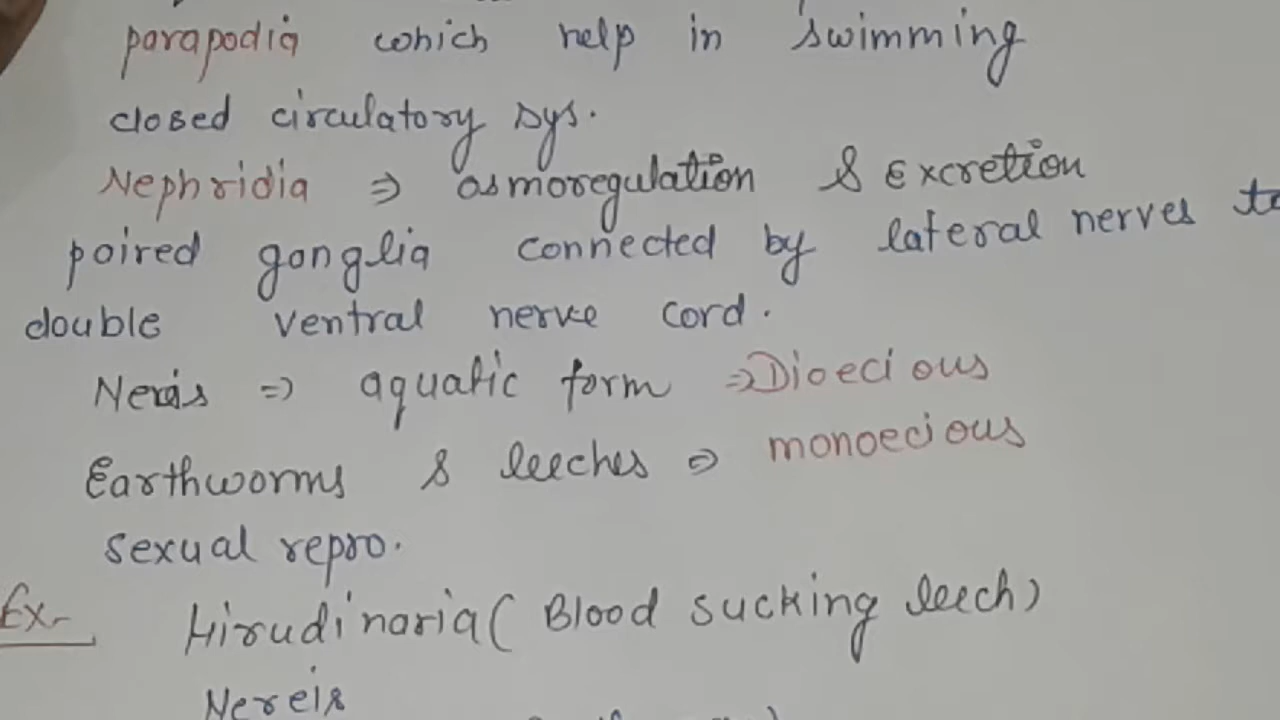 parapodia which help in swimming
closed circulatory sys.
Nephridia ⇒ osmoregulation & Excretion
paired ganglia connected by lateral nerves to
double ventral nerve cord.
Nereis ⇒ aquatic form ⇒ Dioecious
Earthworms & leeches ⇒ monoecious
sexual repro.
Ex- Hirudinaria ( Blood sucking leech)
Nereis